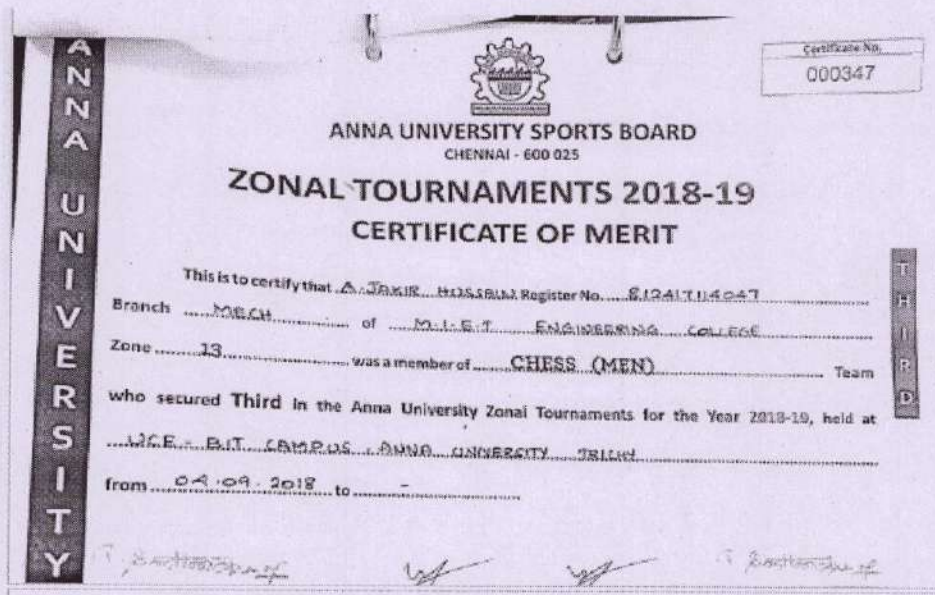 ANNA UNIVERSITY
Certificate No.
000347
ANNA UNIVERSITY SPORTS BOARD
CHENNAI - 600 025
ZONAL TOURNAMENTS 2018-19
CERTIFICATE OF MERIT
THIRD
This is to certify that A. JAKIR HOSSAIN Register No. 812417114047
Branch MECH of M.I.E.T ENGINEERING COLLEGE
Zone 13 was a member of CHESS (MEN) Team
who secured Third in the Anna University Zonal Tournaments for the Year 2018-19, held at
UCE - BIT CAMPUS, ANNA UNIVERSITY TRICHY
from 04.09.2018 to -